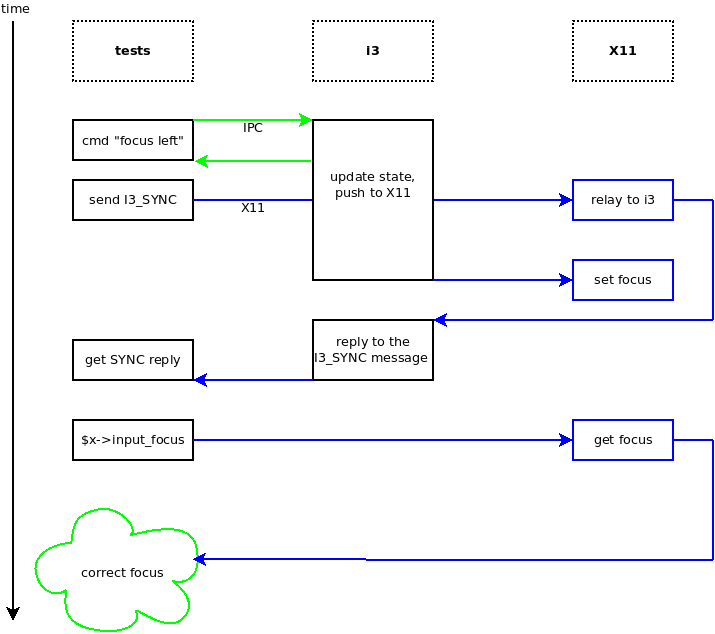 time
tests
i3
X11
cmd "focus left"
IPC
update state,
push to X11
send I3_SYNC
X11
relay to i3
set focus
reply to the
I3_SYNC message
get SYNC reply
$x->input_focus
get focus
correct focus